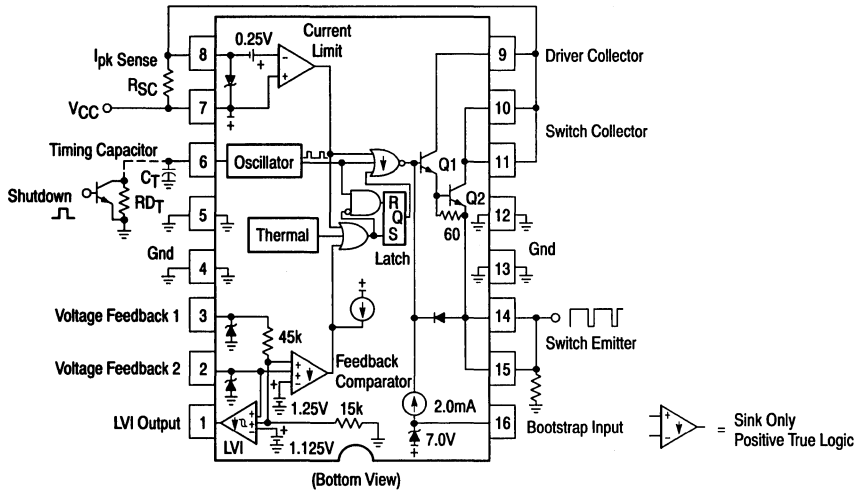 Ipk Sense
RSC
VCC
Timing Capacitor
CT
Shutdown
RDT
Gnd
Voltage Feedback 1
Voltage Feedback 2
LVI Output
8
7
6
5
4
3
2
1
0.25V
+
-
+
+
Current
Limit
Oscillator
Thermal
R
Q
S
Latch
Q1
Q2
60
+
45k
+
+
-
Feedback
Comparator
+
1.25V
15k
+
+
-
LVI
+
1.125V
2.0mA
7.0V
+
9
10
11
12
13
14
15
16
Driver Collector
Switch Collector
Gnd
Switch Emitter
Bootstrap Input
+
-
= Sink Only
Positive True Logic
(Bottom View)